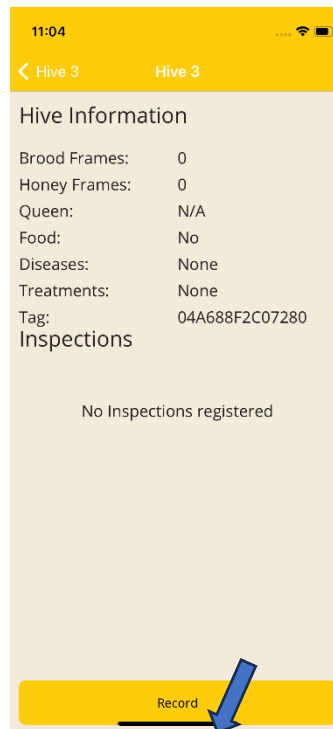 11:04
Hive 3 Hive 3
Hive Information
Brood Frames: 0
Honey Frames: 0
Queen: N/A
Food: No
Diseases: None
Treatments: None
Tag: 04A688F2C07280
Inspections
No Inspections registered
Record